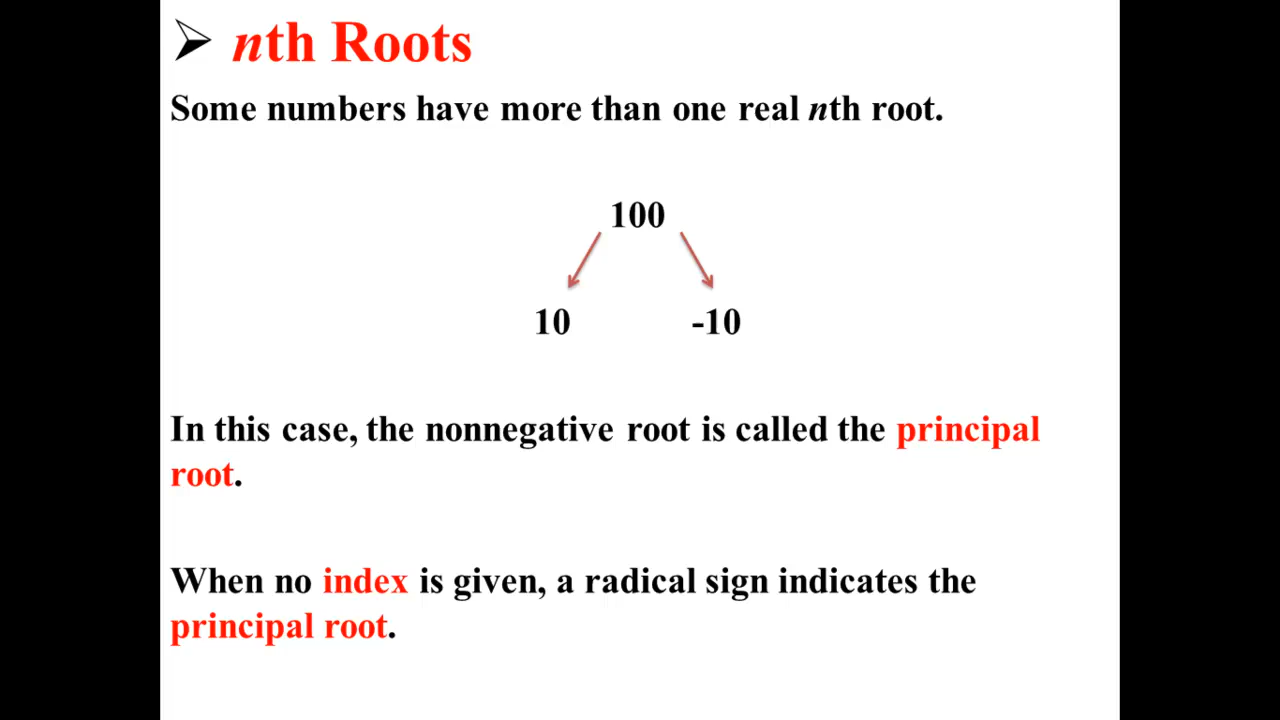 nth Roots
Some numbers have more than one real nth root.
100
10 -10
In this case, the nonnegative root is called the principal
root.
When no index is given, a radical sign indicates the
principal root.